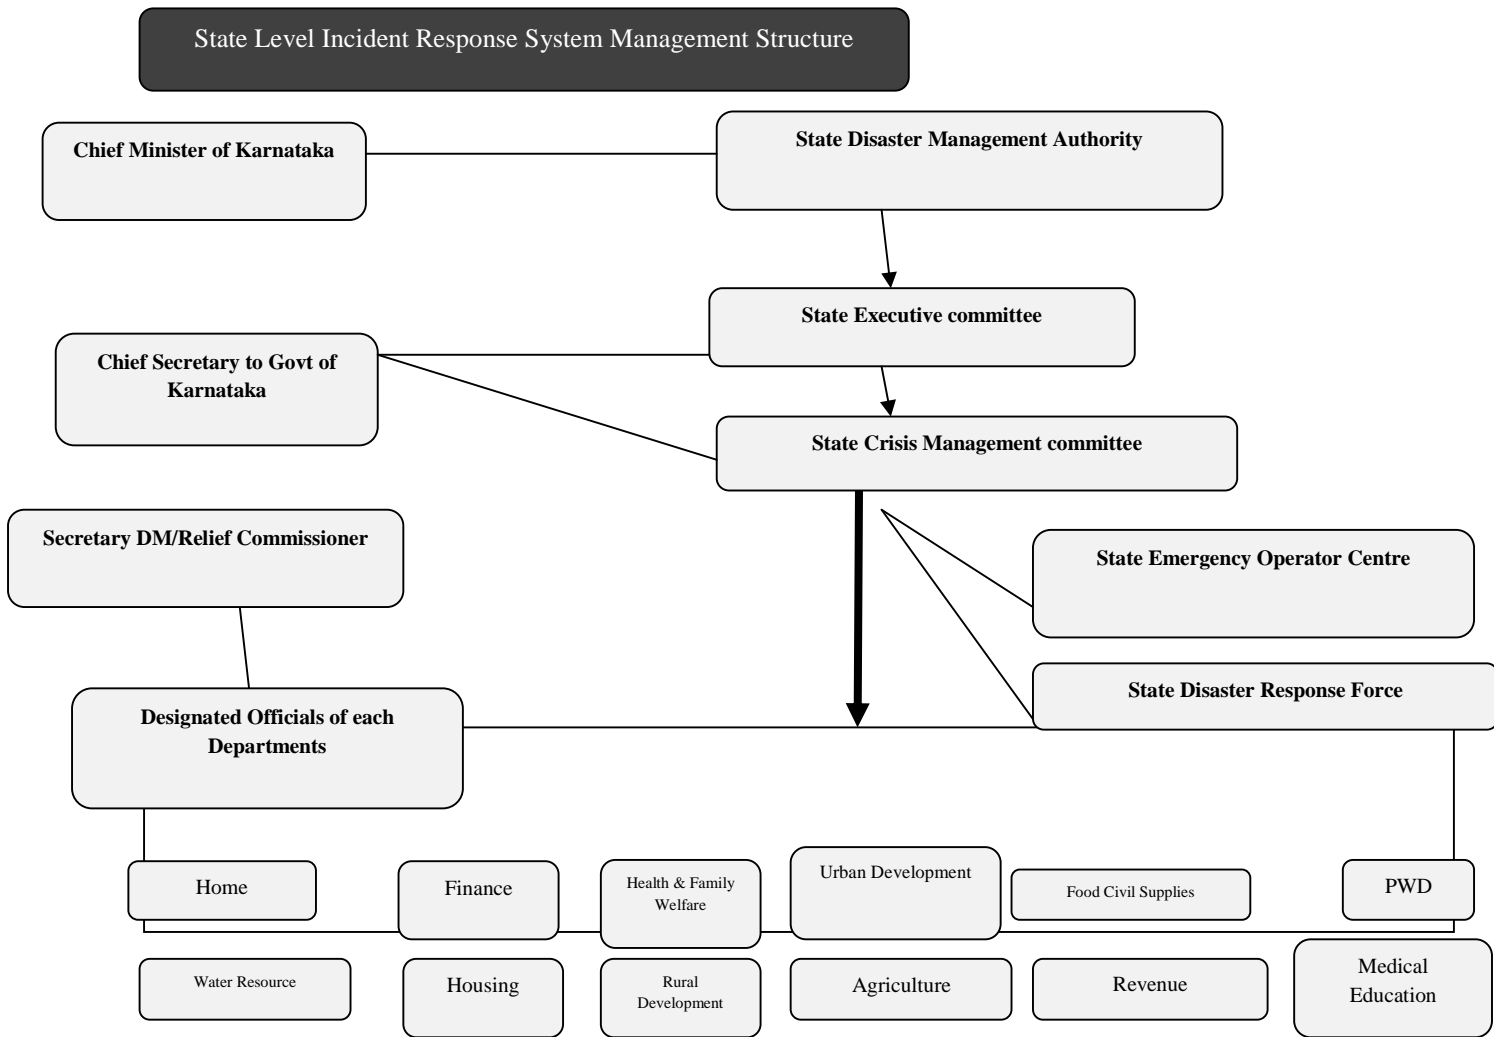 State Level Incident Response System Management Structure
Chief Minister of Karnataka
State Disaster Management Authority
State Executive committee
Chief Secretary to Govt of
Karnataka
State Crisis Management committee
Secretary DM/Relief Commissioner
State Emergency Operator Centre
State Disaster Response Force
Designated Officials of each
Departments
Home
Finance
Health & Family
Welfare
Urban Development
Food Civil Supplies
PWD
Water Resource
Housing
Rural
Development
Agriculture
Revenue
Medical
Education